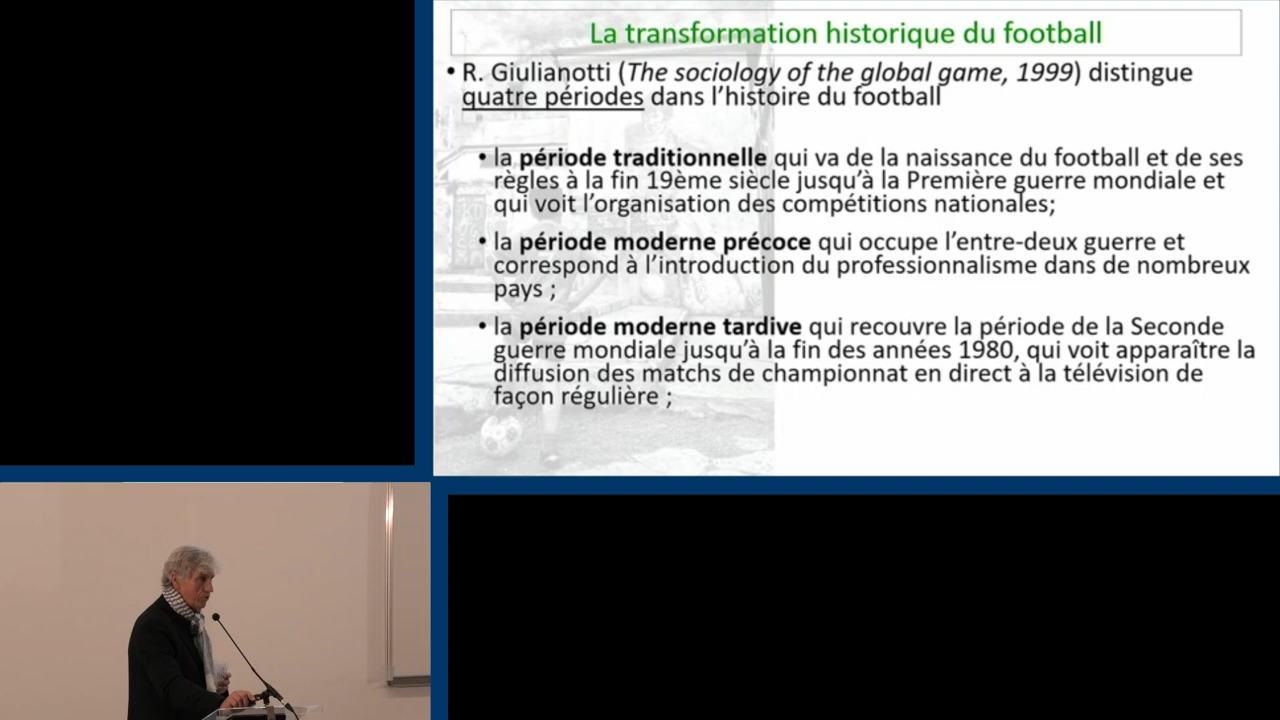 La transformation historique du football
• R. Giulianotti (The sociology of the global game, 1999) distingue
quatre périodes dans l’histoire du football
• la période traditionnelle qui va de la naissance du football et de ses
règles à la fin 19ème siècle jusqu’à la Première guerre mondiale et
qui voit l’organisation des compétitions nationales;
• la période moderne précoce qui occupe l’entre-deux guerre et
correspond à l’introduction du professionnalisme dans de nombreux
pays ;
• la période moderne tardive qui recouvre la période de la Seconde
guerre mondiale jusqu’à la fin des années 1980, qui voit apparaître la
diffusion des matchs de championnat en direct à la télévision de
façon régulière ;